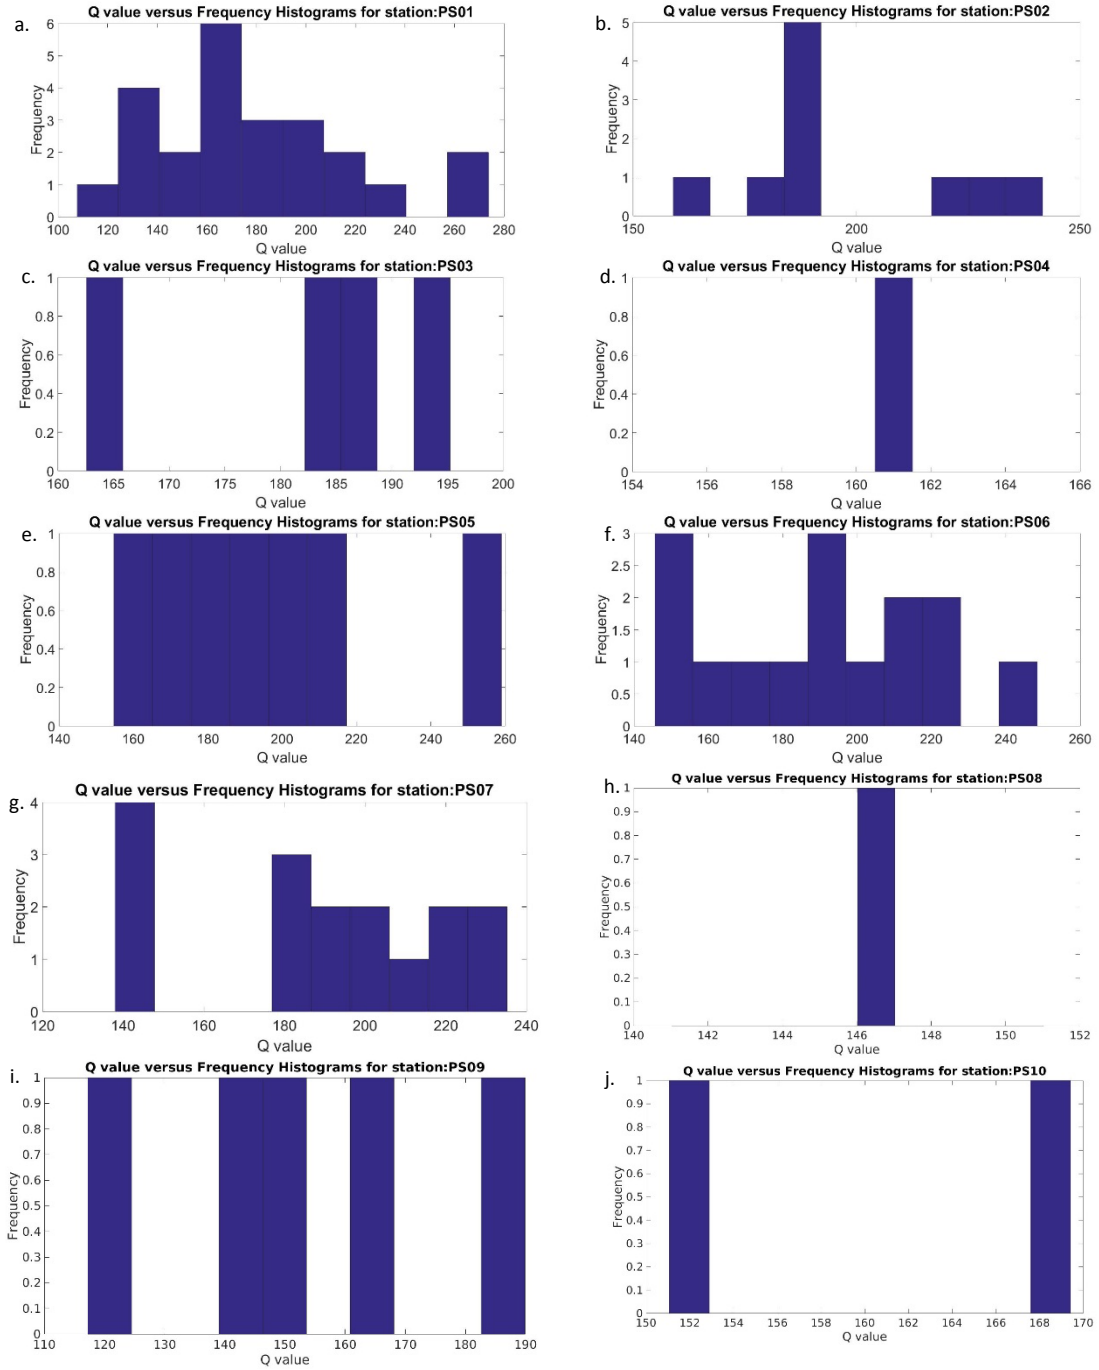 a.
Q value versus Frequency Histograms for station:PS01
6
5
4
3
2
1
0
Frequency
100 120 140 160 180 200 220 240 260 280
Q value
b.
Q value versus Frequency Histograms for station:PS02
5
4
3
2
1
0
Frequency
150 200 250
Q value
c.
Q value versus Frequency Histograms for station:PS03
1
0.8
0.6
0.4
0.2
0
Frequency
160 165 170 175 180 185 190 195 200
Q value
d.
Q value versus Frequency Histograms for station:PS04
1
0.8
0.6
0.4
0.2
0
Frequency
154 156 158 160 162 164 166
Q value
e.
Q value versus Frequency Histograms for station:PS05
1
0.8
0.6
0.4
0.2
0
Frequency
140 160 180 200 220 240 260
Q value
f.
Q value versus Frequency Histograms for station:PS06
3
2.5
2
1.5
1
0.5
0
Frequency
140 160 180 200 220 240 260
Q value
g.
Q value versus Frequency Histograms for station:PS07
4
3
2
1
0
Frequency
120 140 160 180 200 220 240
Q value
h.
Q value versus Frequency Histograms for station:PS08
1
0.9
0.8
0.7
0.6
0.5
0.4
0.3
0.2
0.1
0
Frequency
140 142 144 146 148 150 152
Q value
i.
Q value versus Frequency Histograms for station:PS09
1
0.9
0.8
0.7
0.6
0.5
0.4
0.3
0.2
0.1
0
Frequency
110 120 130 140 150 160 170 180 190
Q value
j.
Q value versus Frequency Histograms for station:PS10
1
0.9
0.8
0.7
0.6
0.5
0.4
0.3
0.2
0.1
0
Frequency
150 152 154 156 158 160 162 164 166 168 170
Q value